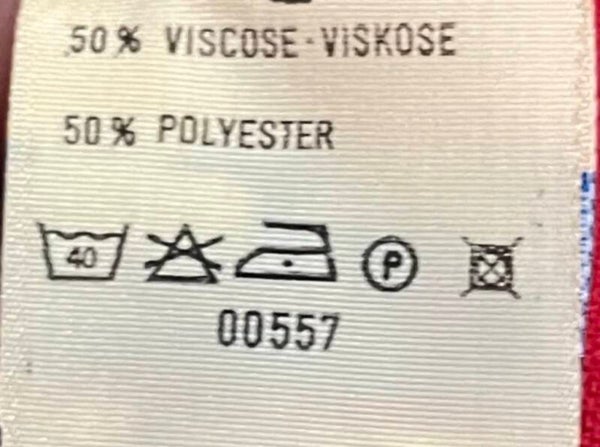 50% VISCOSE·VISKOSE
50% POLYESTER
40 P
00557